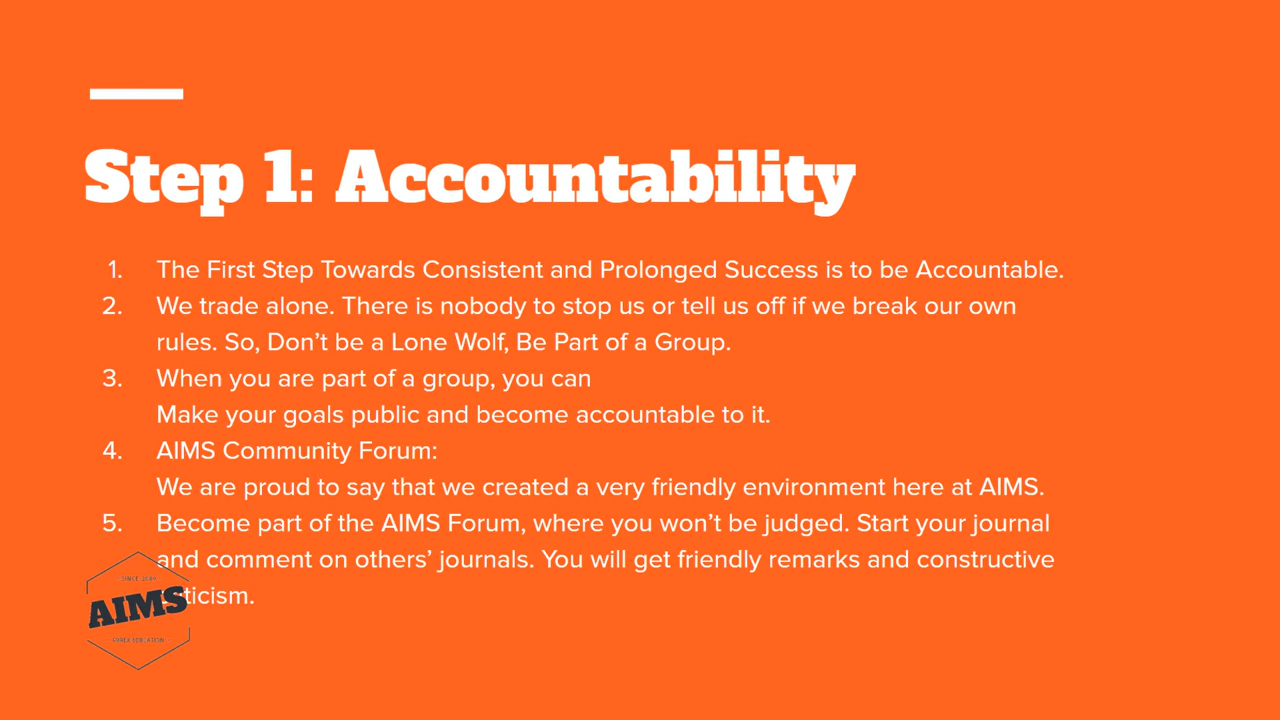 Step 1: Accountability
1. The First Step Towards Consistent and Prolonged Success is to be Accountable.
2. We trade alone. There is nobody to stop us or tell us off if we break our own
rules. So, Don't be a Lone Wolf, Be Part of a Group.
3. When you are part of a group, you can
Make your goals public and become accountable to it.
4. AIMS Community Forum:
We are proud to say that we created a very friendly environment here at AIMS.
5. Become part of the AIMS Forum, where you won't be judged. Start your journal
and comment on others' journals. You will get friendly remarks and constructive
criticism.
AIMS
FOREX EDUCATION